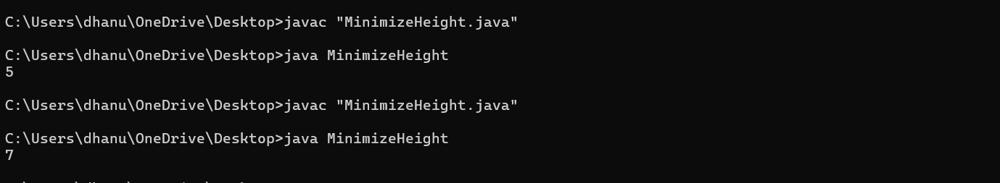 C:\Users\dhanu\OneDrive\Desktop>javac "MinimizeHeight.java"
C:\Users\dhanu\OneDrive\Desktop>java MinimizeHeight
5
C:\Users\dhanu\OneDrive\Desktop>javac "MinimizeHeight.java"
C:\Users\dhanu\OneDrive\Desktop>java MinimizeHeight
7